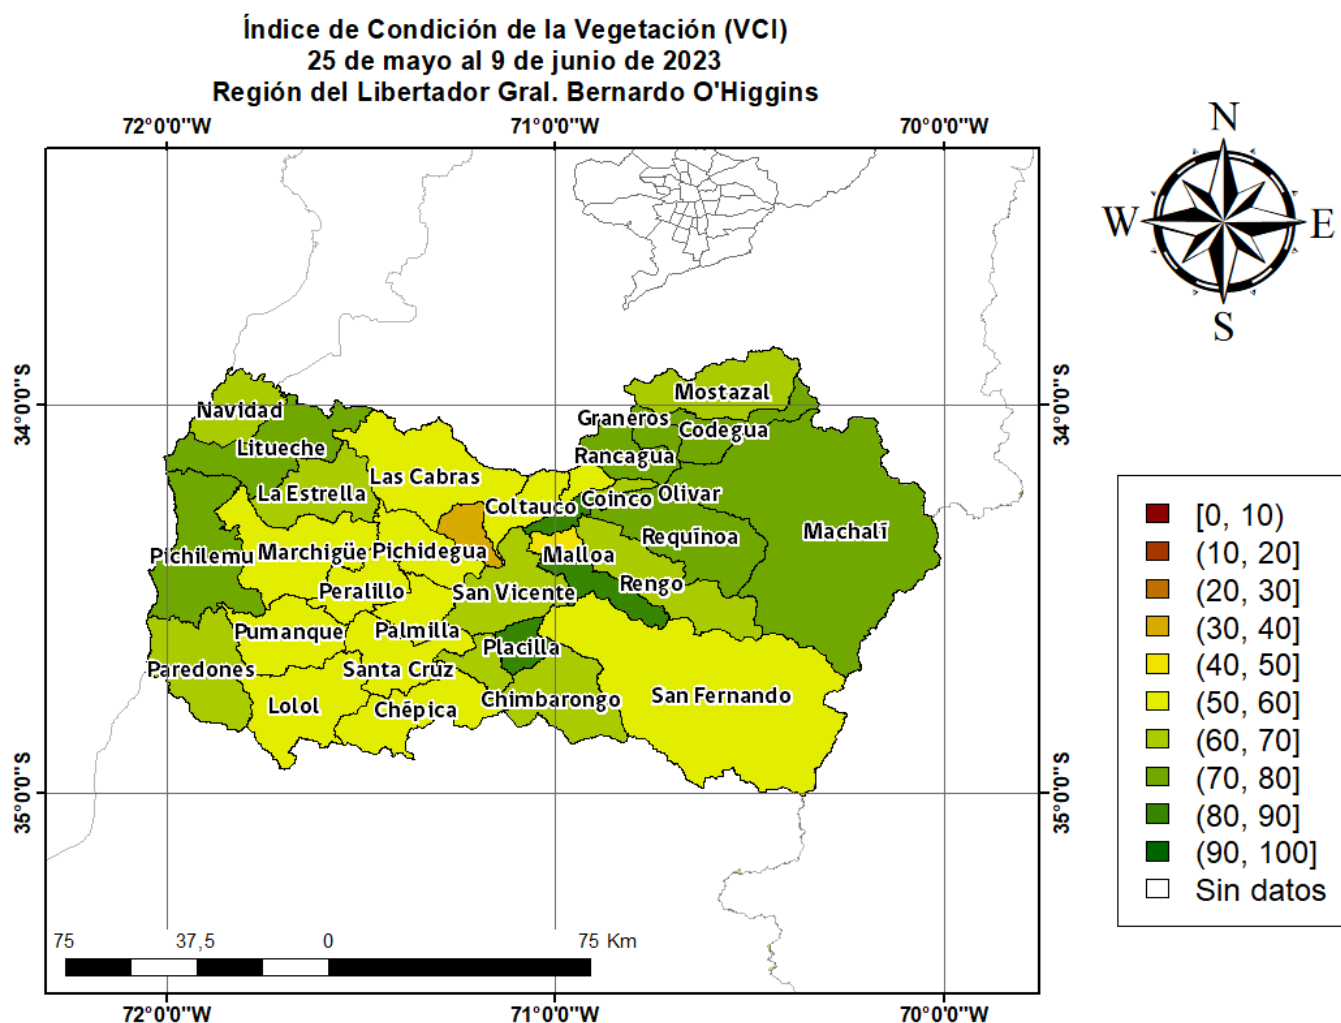 Índice de Condición de la Vegetación (VCI)
25 de mayo al 9 de junio de 2023
Región del Libertador Gral. Bernardo O'Higgins
72°0'0"W
71°0'0"W
70°0'0"W
N
W
E
S
34°0'0"S
34°0'0"S
Mostazal
Navidad
Graneros
Codegua
Litueche
Rancagua
Las Cabras
La Estrella
Coltauco
Coinco
Olivar
Machalí
Requínoa
Pichilemu
Marchigüe
Pichidegua
Malloa
Rengo
Peralillo
San Vicente
Pumanque
Palmilla
Placilla
Paredones
Santa Cruz
San Fernando
Lolol
Chépica
Chimbarongo
[0, 10)
(10, 20]
(20, 30]
(30, 40]
(40, 50]
(50, 60]
(60, 70]
(70, 80]
(80, 90]
(90, 100]
Sin datos
35°0'0"S
35°0'0"S
75
37,5
0
75 Km
72°0'0"W
71°0'0"W
70°0'0"W